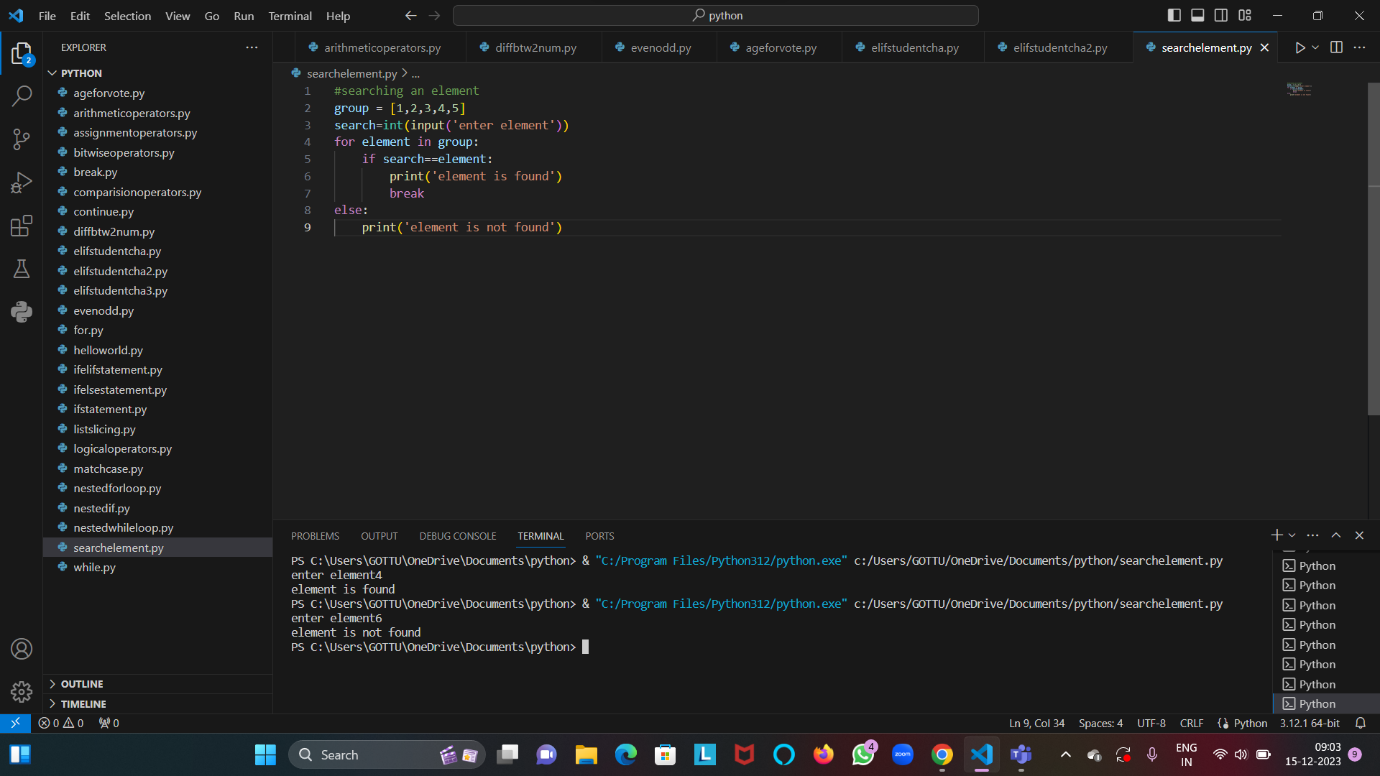 File Edit Selection View Go Run Terminal Help
python
EXPLORER
arithmeticoperators.py diffbtw2num.py evenodd.py ageforvote.py elifstudentcha.py elifstudentcha2.py searchelement.py
2
PYTHON
ageforvote.py
arithmeticoperators.py
assignmentoperators.py
bitwiseoperators.py
break.py
comparisionoperators.py
continue.py
diffbtw2num.py
elifstudentcha.py
elifstudentcha2.py
elifstudentcha3.py
evenodd.py
for.py
helloworld.py
ifelifstatement.py
ifelsestatement.py
ifstatement.py
listslicing.py
logicaloperators.py
matchcase.py
nestedforloop.py
nestedif.py
nestedwhileloop.py
searchelement.py
while.py
OUTLINE
TIMELINE
searchelement.py > ...
1 #searching an element
2 group = [1,2,3,4,5]
3 search=int(input('enter element'))
4 for element in group:
5     if search==element:
6         print('element is found')
7         break
8 else:
9     print('element is not found')
PROBLEMS OUTPUT DEBUG CONSOLE TERMINAL PORTS
PS C:\Users\GOTTU\OneDrive\Documents\python> & "C:/Program Files/Python312/python.exe" c:/Users/GOTTU/OneDrive/Documents/python/searchelement.py
enter element4
element is found
PS C:\Users\GOTTU\OneDrive\Documents\python> & "C:/Program Files/Python312/python.exe" c:/Users/GOTTU/OneDrive/Documents/python/searchelement.py
enter element6
element is not found
PS C:\Users\GOTTU\OneDrive\Documents\python>
Python
Python
Python
Python
Python
Python
Python
Python
0 0 0 Ln 9, Col 34 Spaces: 4 UTF-8 CRLF Python 3.12.1 64-bit
Search
4
zoom
ENG
IN
09:03
15-12-2023
9